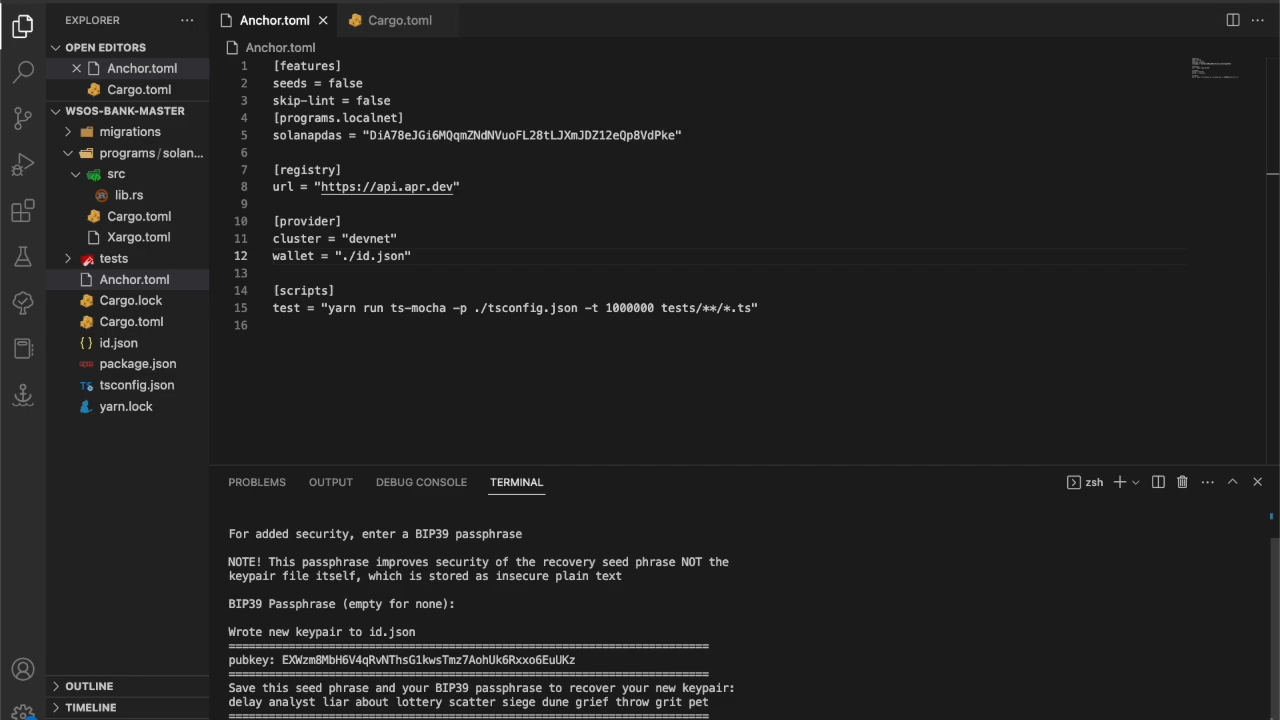 EXPLORER
OPEN EDITORS
Anchor.toml
Cargo.toml
WSOS-BANK-MASTER
migrations
programs/solan...
src
lib.rs
Cargo.toml
Xargo.toml
tests
Anchor.toml
Cargo.lock
Cargo.toml
id.json
package.json
tsconfig.json
yarn.lock
OUTLINE
TIMELINE
Anchor.toml
Cargo.toml
Anchor.toml
1 [features]
2 seeds = false
3 skip-lint = false
4 [programs.localnet]
5 solanapdas = "DiA78eJGi6MQqmZNdNVuoFL28tLJXmJDZ12eQp8VdPke"
6
7 [registry]
8 url = "https://api.apr.dev"
9
10 [provider]
11 cluster = "devnet"
12 wallet = "./id.json"
13
14 [scripts]
15 test = "yarn run ts-mocha -p ./tsconfig.json -t 1000000 tests/**/*.ts"
16
PROBLEMS OUTPUT DEBUG CONSOLE TERMINAL
zsh
For added security, enter a BIP39 passphrase
NOTE! This passphrase improves security of the recovery seed phrase NOT the
keypair file itself, which is stored as insecure plain text
BIP39 Passphrase (empty for none):
Wrote new keypair to id.json
========================================================================
pubkey: EXWzm8MbH6V4qRvNThsG1kwsTmz7AohUk6Rxxo6EuUKz
========================================================================
Save this seed phrase and your BIP39 passphrase to recover your new keypair:
delay analyst liar about lottery scatter siege dune grief throw grit pet
========================================================================